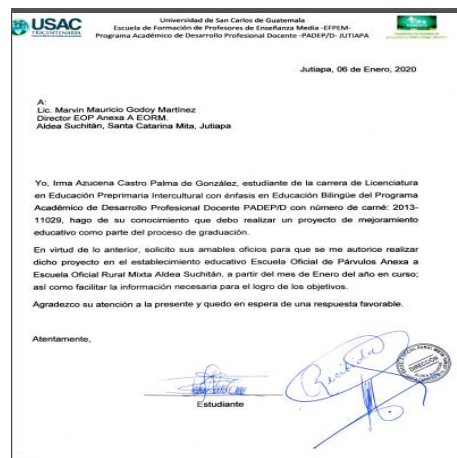 USAC
TRICENTENARIA
Universidad de San Carlos de Guatemala
Escuela de Formación de Profesores de Enseñanza Media -EFPEM-
Programa Académico de Desarrollo Profesional Docente -PADEP/D- JUTIAPA
Jutiapa, 06 de Enero, 2020
A:
Lic. Marvin Mauricio Godoy Martínez
Director EOP Anexa A EORM.
Aldea Suchitán, Santa Catarina Mita, Jutiapa
Yo, Irma Azucena Castro Palma de González, estudiante de la carrera de Licenciatura
en Educación Preprimaria Intercultural con énfasis en Educación Bilingüe del Programa
Académico de Desarrollo Profesional Docente PADEP/D con número de carné: 2013-
11029, hago de su conocimiento que debo realizar un proyecto de mejoramiento
educativo como parte del proceso de graduación.
En virtud de lo anterior, solicito sus amables oficios para que se me autorice realizar
dicho proyecto en el establecimiento educativo Escuela Oficial de Párvulos Anexa a
Escuela Oficial Rural Mixta Aldea Suchitán, a partir del mes de Enero del año en curso;
así como facilitar la información necesaria para el logro de los objetivos.
Agradezco su atención a la presente y quedo en espera de una respuesta favorable.
Atentamente,
Recibida
DIRECCIÓN
Estudiante